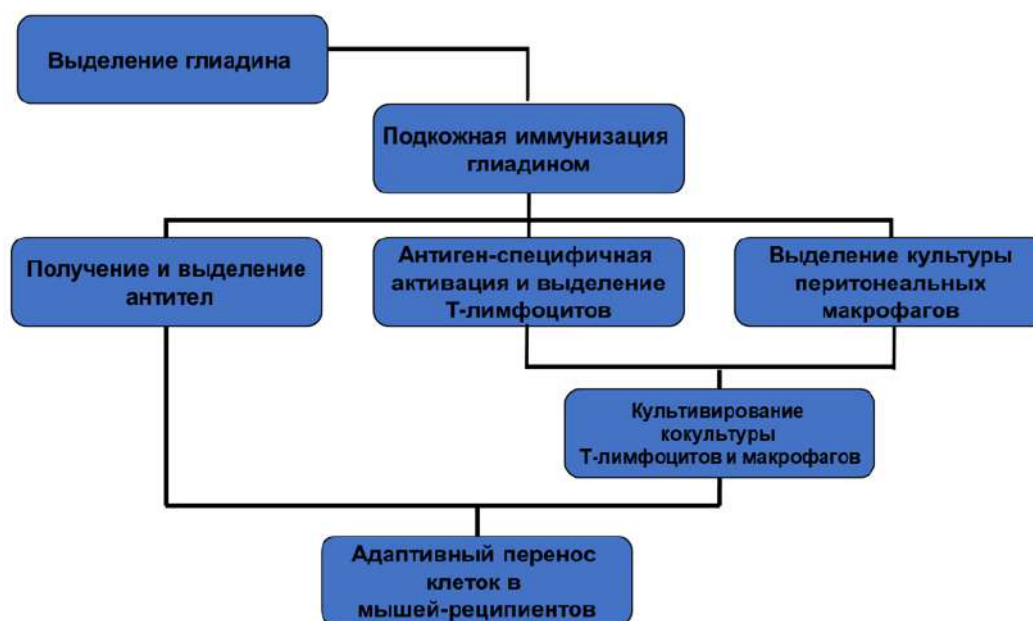 Выделение глиадина
Подкожная иммунизация
глиадином
Получение и выделение
антител
Антиген-специфичная
активация и выделение
Т-лимфоцитов
Выделение культуры
перитонеальных
макрофагов
Культивирование
кокультуры
Т-лимфоцитов и макрофагов
Адаптивный перенос
клеток в
мышей-реципиентов